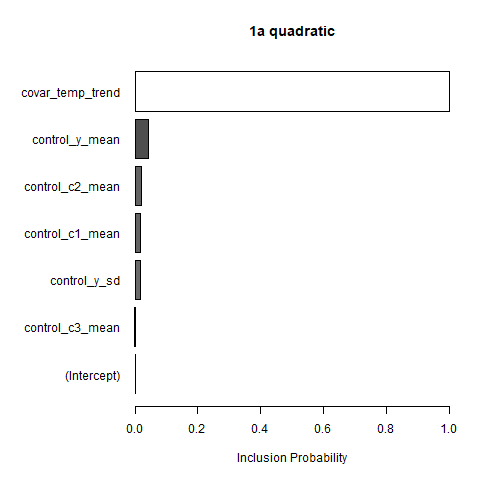 1a quadratic
covar_temp_trend
control_y_mean
control_c2_mean
control_c1_mean
control_y_sd
control_c3_mean
(Intercept)
0.0 0.2 0.4 0.6 0.8 1.0
Inclusion Probability